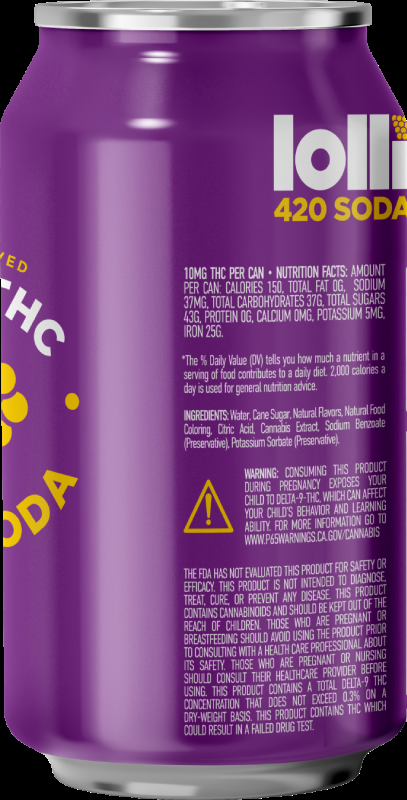 lolli
420 SODA
VED
THC
SODA
10MG THC PER CAN • NUTRITION FACTS: AMOUNT
PER CAN: CALORIES 150, TOTAL FAT 0G, SODIUM
37MG, TOTAL CARBOHYDRATES 37G, TOTAL SUGARS
43G, PROTEIN 0G, CALCIUM 0MG, POTASSIUM 5MG,
IRON 25G.
*The % Daily Value (DV) tells you how much a nutrient in a
serving of food contributes to a daily diet. 2,000 calories a
day is used for general nutrition advice.
INGREDIENTS: Water, Cane Sugar, Natural Flavors, Natural Food
Coloring, Citric Acid, Cannabis Extract, Sodium Benzoate
(Preservative), Potassium Sorbate (Preservative).
WARNING: CONSUMING THIS PRODUCT
DURING PREGNANCY EXPOSES YOUR
CHILD TO DELTA-9-THC, WHICH CAN AFFECT
YOUR CHILD'S BEHAVIOR AND LEARNING
ABILITY. FOR MORE INFORMATION GO TO
WWW.P65WARNINGS.CA.GOV/CANNABIS
THE FDA HAS NOT EVALUATED THIS PRODUCT FOR SAFETY OR
EFFICACY. THIS PRODUCT IS NOT INTENDED TO DIAGNOSE,
TREAT, CURE, OR PREVENT ANY DISEASE. THIS PRODUCT
CONTAINS CANNABINOIDS AND SHOULD BE KEPT OUT OF THE
REACH OF CHILDREN. THOSE WHO ARE PREGNANT OR
BREASTFEEDING SHOULD AVOID USING THE PRODUCT PRIOR
TO CONSULTING WITH A HEALTH CARE PROFESSIONAL ABOUT
ITS SAFETY. THOSE WHO ARE PREGNANT OR NURSING
SHOULD CONSULT THEIR HEALTHCARE PROVIDER BEFORE
USING. THIS PRODUCT CONTAINS A TOTAL DELTA-9 THC
CONCENTRATION THAT DOES NOT EXCEED 0.3% ON A
DRY-WEIGHT BASIS. THIS PRODUCT CONTAINS THC WHICH
COULD RESULT IN A FAILED DRUG TEST.